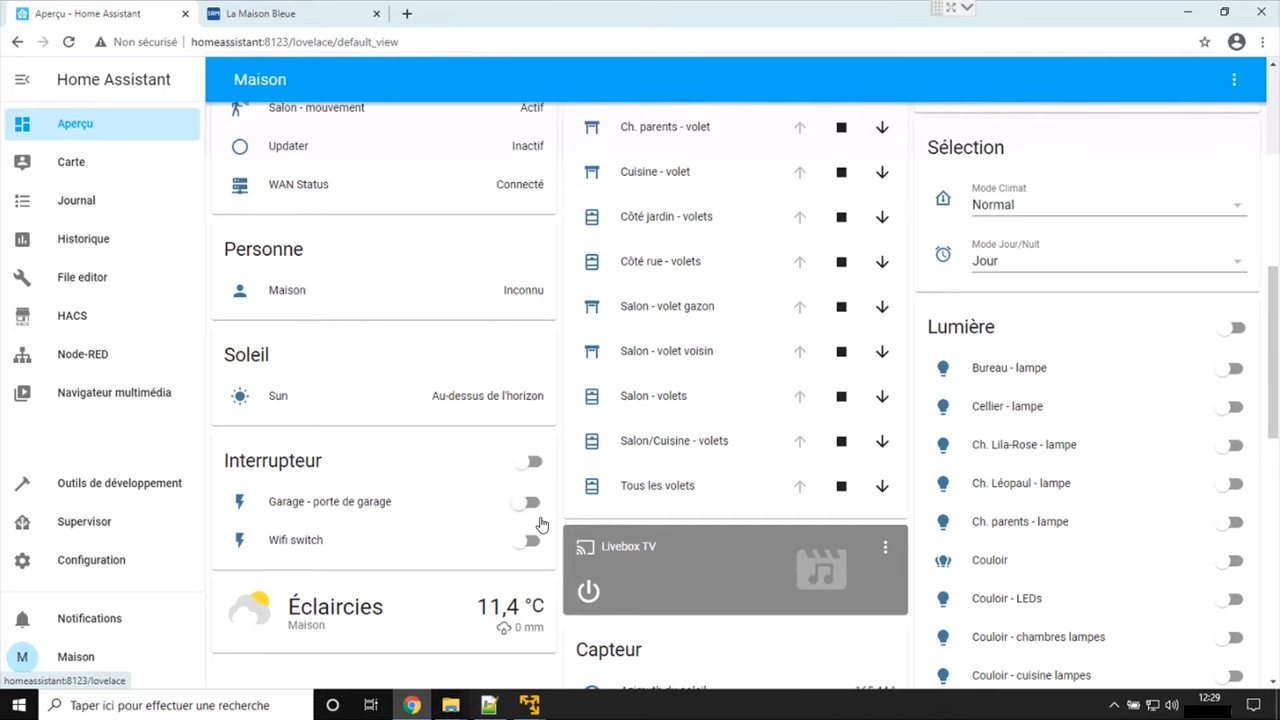 Aperçu - Home Assistant
La Maison Bleue
Non sécurisé
homeassistant:8123/lovelace/default_view
Home Assistant
Maison
Aperçu
Carte
Journal
Historique
File editor
HACS
Node-RED
Navigateur multimédia
Outils de développement
Supervisor
Configuration
Notifications
M Maison
homeassistant:8123/lovelace
Salon - mouvement Actif
Updater Inactif
WAN Status Connecté
Personne
Maison Inconnu
Soleil
Sun Au-dessus de l'horizon
Interrupteur
Garage - porte de garage
Wifi switch
Éclaircies 11,4 °C
Maison 0 mm
Ch. parents - volet
Cuisine - volet
Côté jardin - volets
Côté rue - volets
Salon - volet gazon
Salon - volet voisin
Salon - volets
Salon/Cuisine - volets
Tous les volets
Livebox TV
Capteur
Sélection
Mode Climat
Normal
Mode Jour/Nuit
Jour
Lumière
Bureau - lampe
Cellier - lampe
Ch. Lila-Rose - lampe
Ch. Léopaul - lampe
Ch. parents - lampe
Couloir
Couloir - LEDs
Couloir - chambres lampes
Couloir - cuisine lampes
Taper ici pour effectuer une recherche
12:29